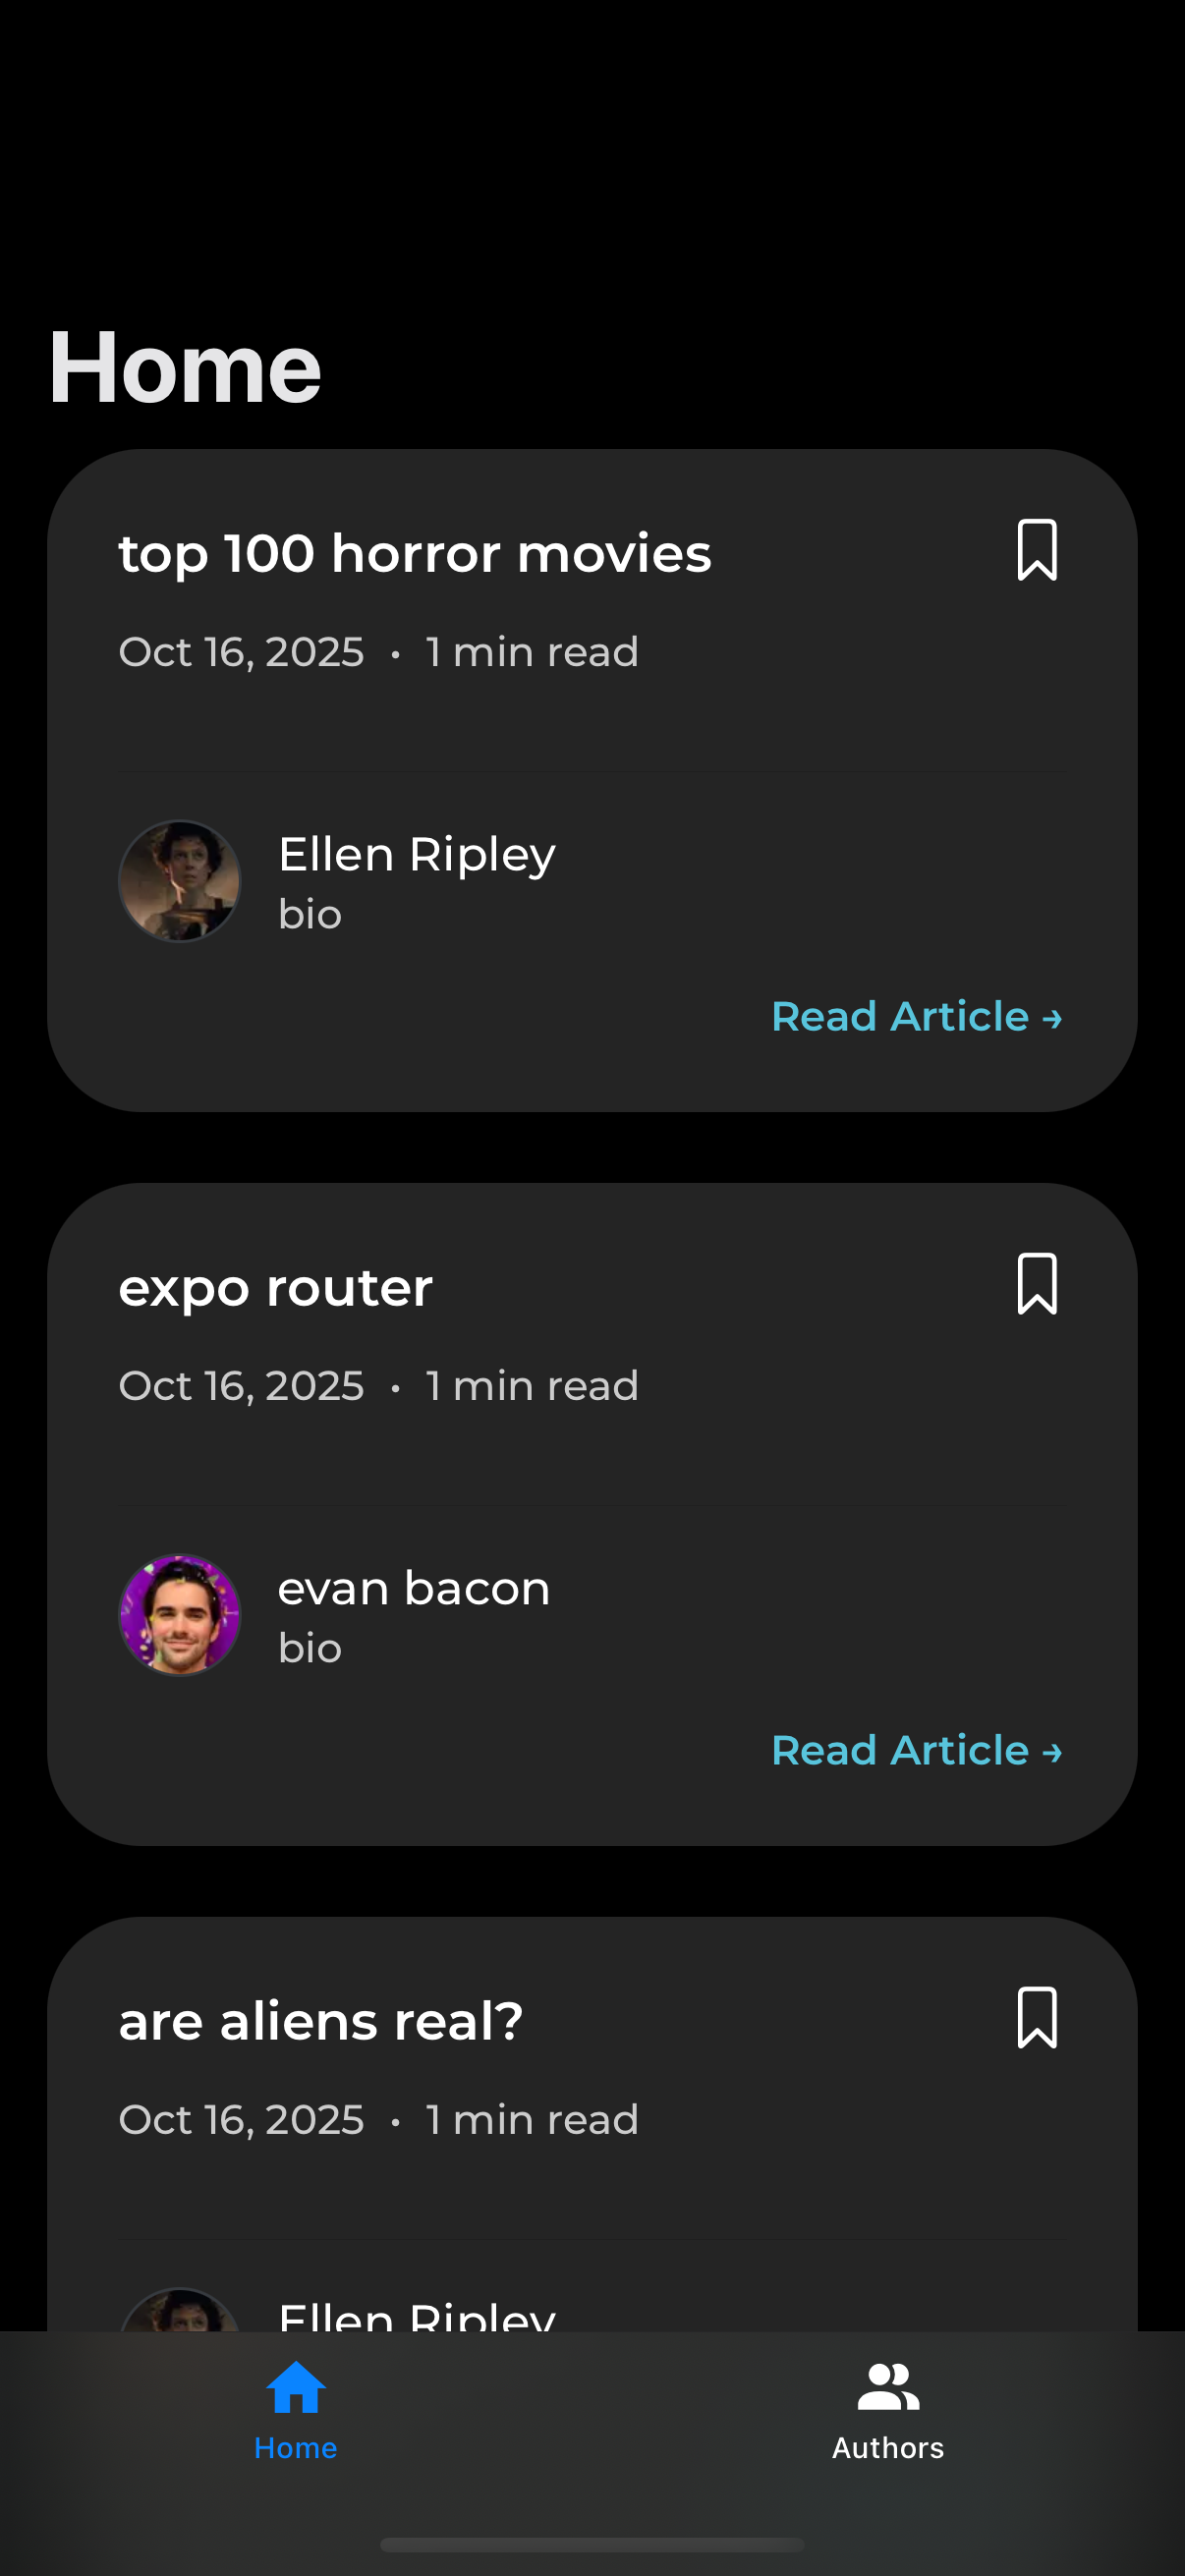 Home
top 100 horror movies
Oct 16, 2025 • 1 min read
Ellen Ripley
bio
Read Article →
expo router
Oct 16, 2025 • 1 min read
evan bacon
bio
Read Article →
are aliens real?
Oct 16, 2025 • 1 min read
Ellen Ripley
Home
Authors